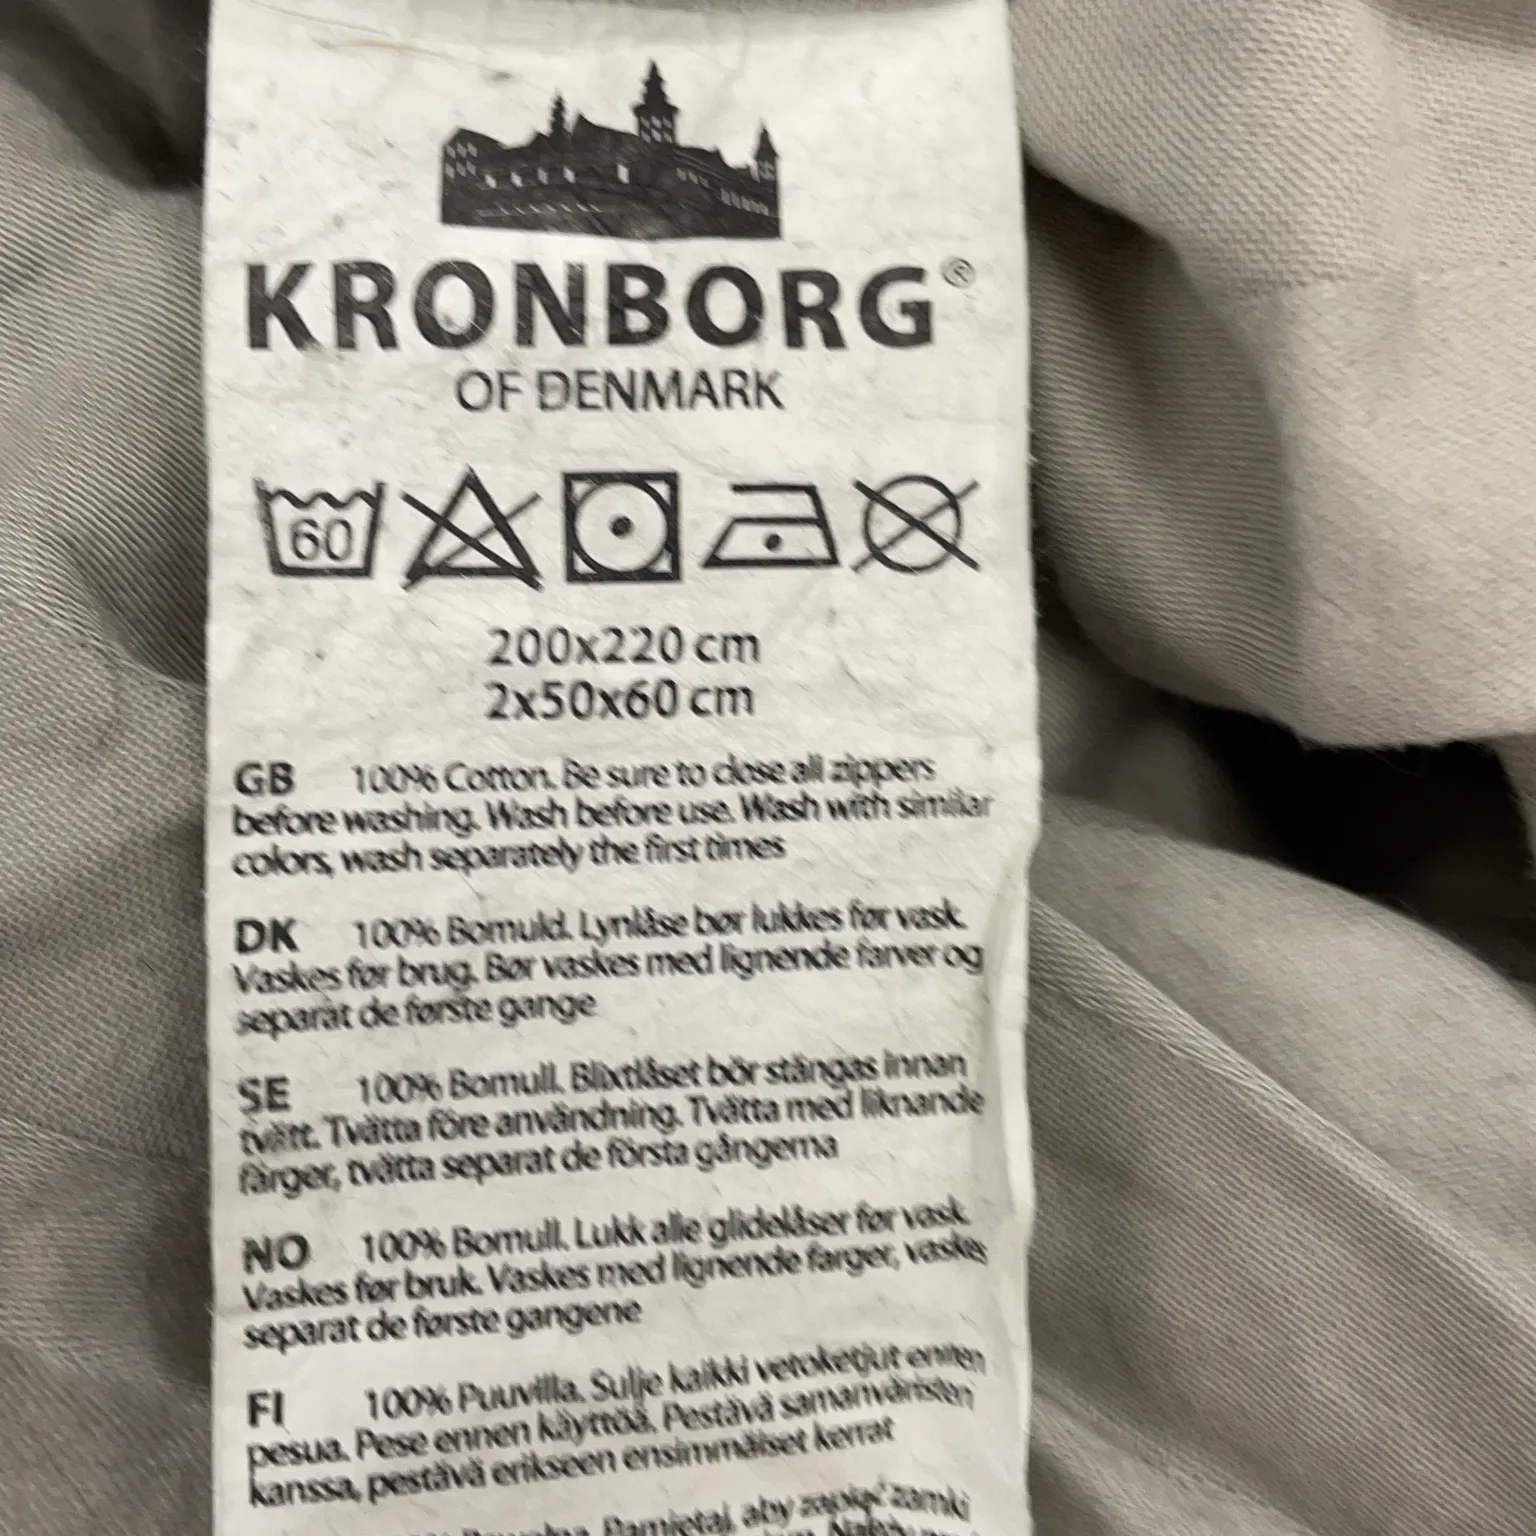 KRONBORG®
OF DENMARK
60
200x220 cm
2x50x60 cm
GB 100% Cotton. Be sure to close all zippers
before washing. Wash before use. Wash with similar
colors, wash separately the first times
DK 100% Bomuld. Lynlåse bør lukkes før vask.
Vaskes før brug. Bør vaskes med lignende farver og
separat de første gange
SE 100% Bomull. Blixtlåset bör stängas innan
tvätt. Tvätta före användning. Tvätta med liknande
färger, tvätta separat de första gångerna
NO 100% Bomull. Lukk alle glidelåser før vask.
Vaskes før bruk. Vaskes med lignende farger, vaskes
separat de første gangene
FI 100% Puuvilla. Sulje kaikki vetoketjut ennen
pesua. Pese ennen käyttöä. Pestävä samanväristen
kanssa, pestävä erikseen ensimmäiset kerrat
aby zapiąć zamki